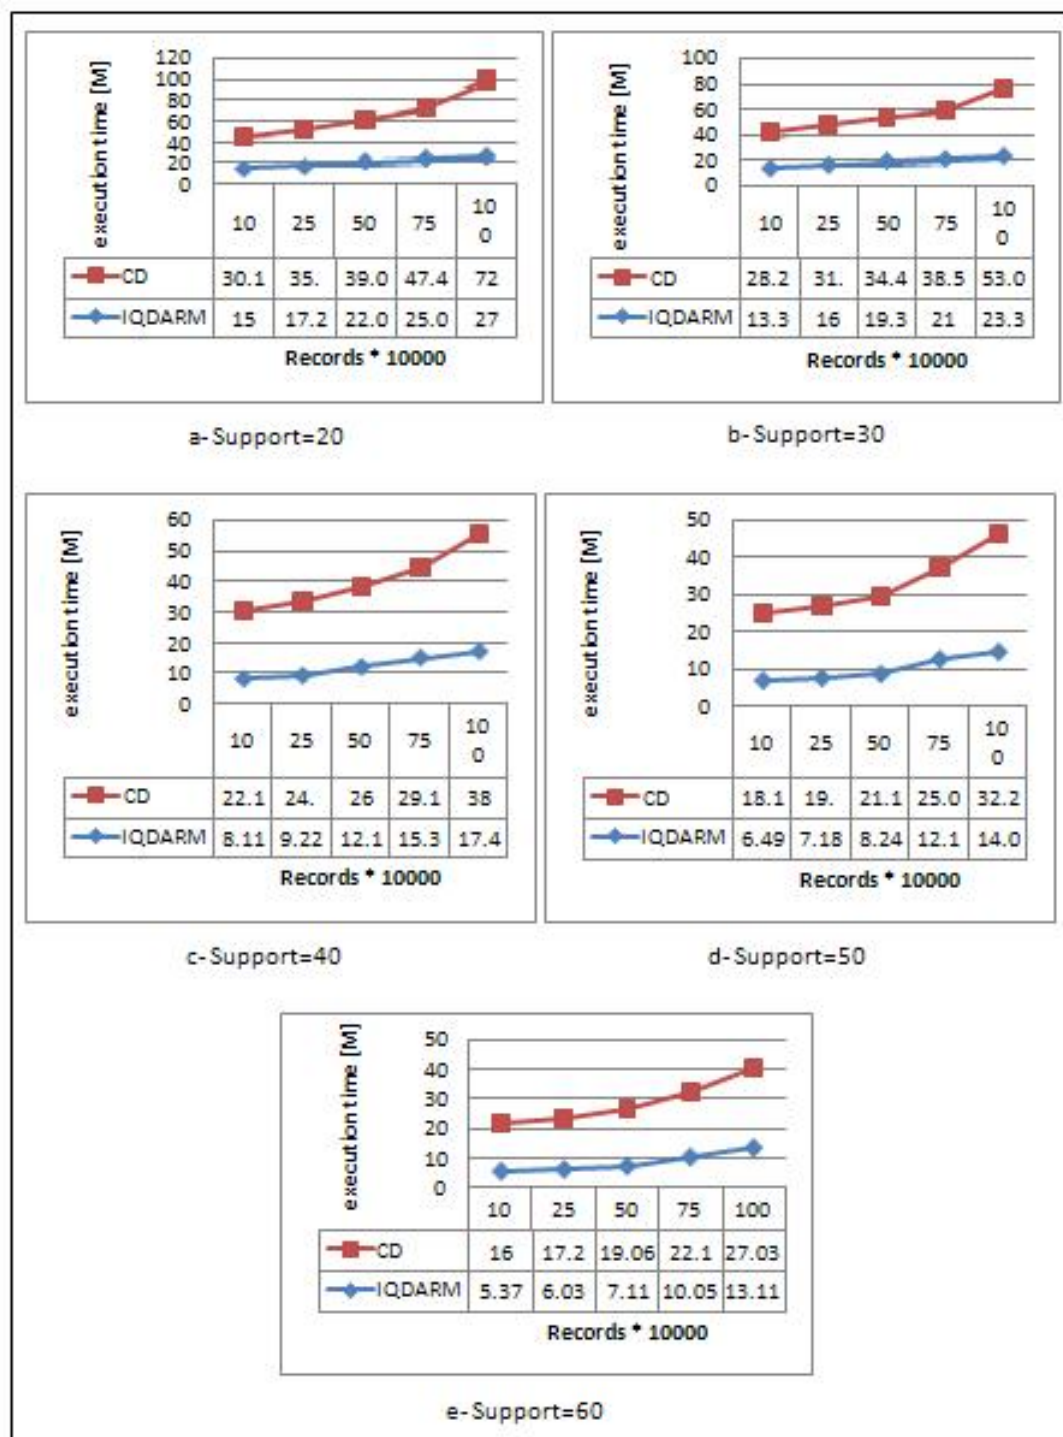 execution time [M]
120
100
80
60
40
20
0
10 25 50 75 100
CD 30.1 35. 39.0 47.4 72
IQDARM 15 17.2 22.0 25.0 27
Records * 10000
a- Support=20
execution time [M]
100
80
60
40
20
0
10 25 50 75 100
CD 28.2 31. 34.4 38.5 53.0
IQDARM 13.3 16 19.3 21 23.3
Records * 10000
b- Support=30
execution time [M]
60
50
40
30
20
10
0
10 25 50 75 100
CD 22.1 24. 26 29.1 38
IQDARM 8.11 9.22 12.1 15.3 17.4
Records * 10000
c- Support=40
execution time [M]
50
40
30
20
10
0
10 25 50 75 100
CD 18.1 19. 21.1 25.0 32.2
IQDARM 6.49 7.18 8.24 12.1 14.0
Records * 10000
d- Support=50
execution time [M]
50
40
30
20
10
0
10 25 50 75 100
CD 16 17.2 19.06 22.1 27.03
IQDARM 5.37 6.03 7.11 10.05 13.11
Records * 10000
e- Support=60